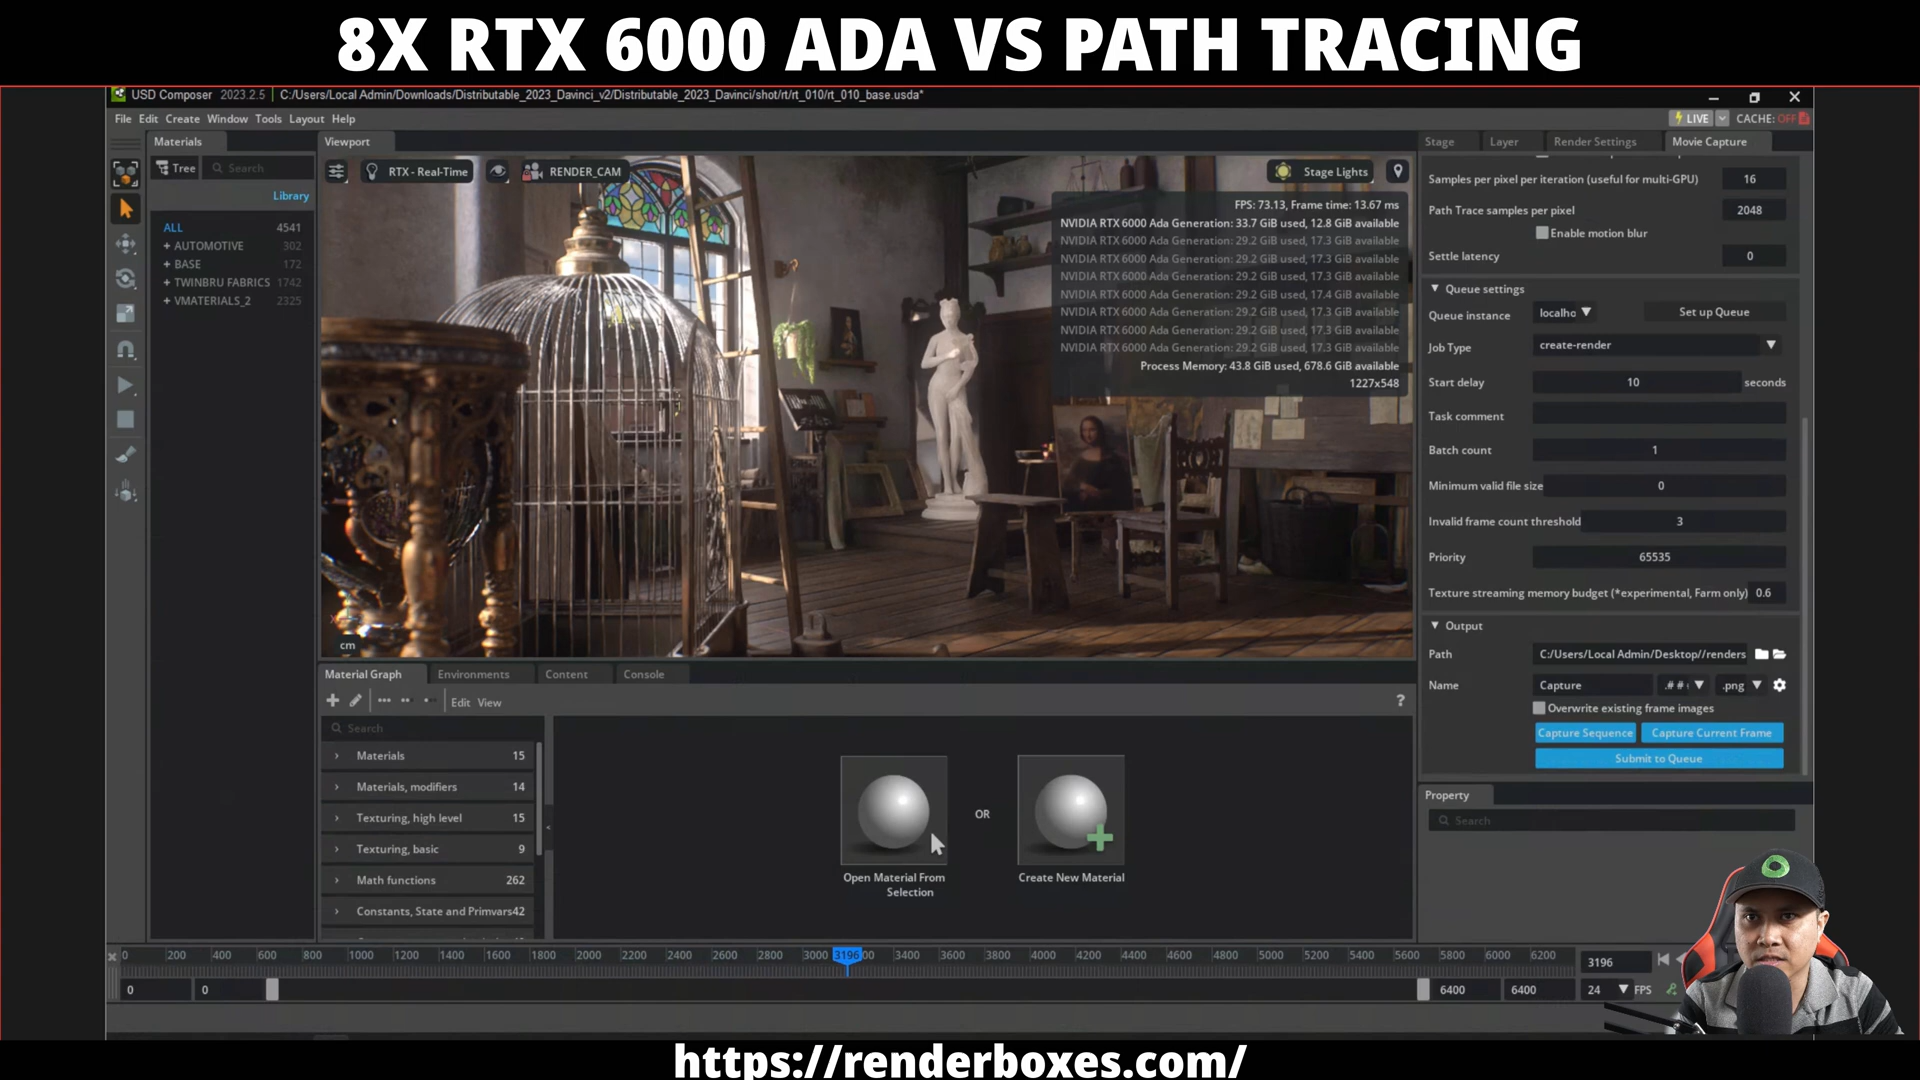 8X RTX 6000 ADA VS PATH TRACING
USD Composer 2023.2.5 | C:/Users/Local Admin/Downloads/Distributable_2023_Davinci_v2/Distributable_2023_Davinci/shot/rt/rt_010/rt_010_base.usda*
File Edit Create Window Tools Layout Help
LIVE CACHE: OFF
Materials
Tree Search
Library
ALL 4541
+ AUTOMOTIVE 302
+ BASE 172
+ TWINBRU FABRICS 1742
+ VMATERIALS_2 2325
Viewport
RTX - Real-Time RENDER_CAM Stage Lights
FPS: 73.13, Frame time: 13.67 ms
NVIDIA RTX 6000 Ada Generation: 33.7 GiB used, 12.8 GiB available
NVIDIA RTX 6000 Ada Generation: 29.2 GiB used, 17.3 GiB available
NVIDIA RTX 6000 Ada Generation: 29.2 GiB used, 17.3 GiB available
NVIDIA RTX 6000 Ada Generation: 29.2 GiB used, 17.3 GiB available
NVIDIA RTX 6000 Ada Generation: 29.2 GiB used, 17.4 GiB available
NVIDIA RTX 6000 Ada Generation: 29.2 GiB used, 17.3 GiB available
NVIDIA RTX 6000 Ada Generation: 29.2 GiB used, 17.3 GiB available
NVIDIA RTX 6000 Ada Generation: 29.2 GiB used, 17.3 GiB available
Process Memory: 43.8 GiB used, 678.6 GiB available
1227x548
cm
Stage Layer Render Settings Movie Capture
Samples per pixel per iteration (useful for multi-GPU) 16
Path Trace samples per pixel 2048
Enable motion blur
Settle latency 0
Queue settings
Queue instance localho Set up Queue
Job Type create-render
Start delay 10 seconds
Task comment
Batch count 1
Minimum valid file size 0
Invalid frame count threshold 3
Priority 65535
Texture streaming memory budget (*experimental, Farm only) 0.6
Output
Path C:/Users/Local Admin/Desktop//renders
Name Capture .## .png
Overwrite existing frame images
Capture Sequence Capture Current Frame
Submit to Queue
Property
Search
Material Graph Environments Content Console
Edit View ?
Search
Materials 15
Materials, modifiers 14
Texturing, high level 15
Texturing, basic 9
Math functions 262
Constants, State and Primvars 42
Open Material From
Selection
OR
Create New Material
0 200 400 600 800 1000 1200 1400 1600 1800 2000 2200 2400 2600 2800 3000 3196 3400 3600 3800 4000 4200 4400 4600 4800 5000 5200 5400 5600 5800 6000 6200
3196
0 0 6400 6400 24 FPS
https://renderboxes.com/